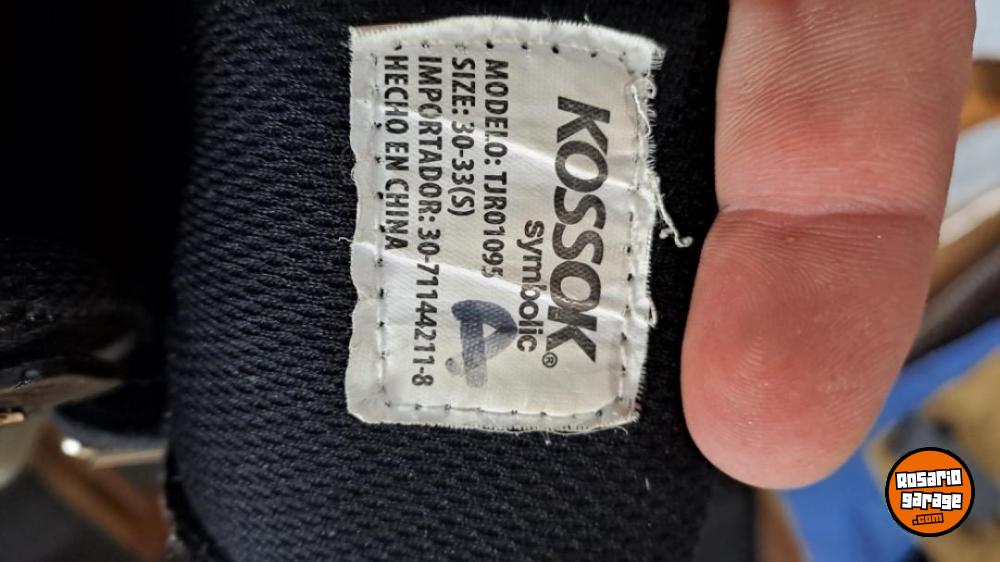 KOSSOK®
symbolic
MODELO: TJR01095
SIZE: 30-33(S)
IMPORTADOR: 30-71144211-8
HECHO EN CHINA
Rosario
garage
.com